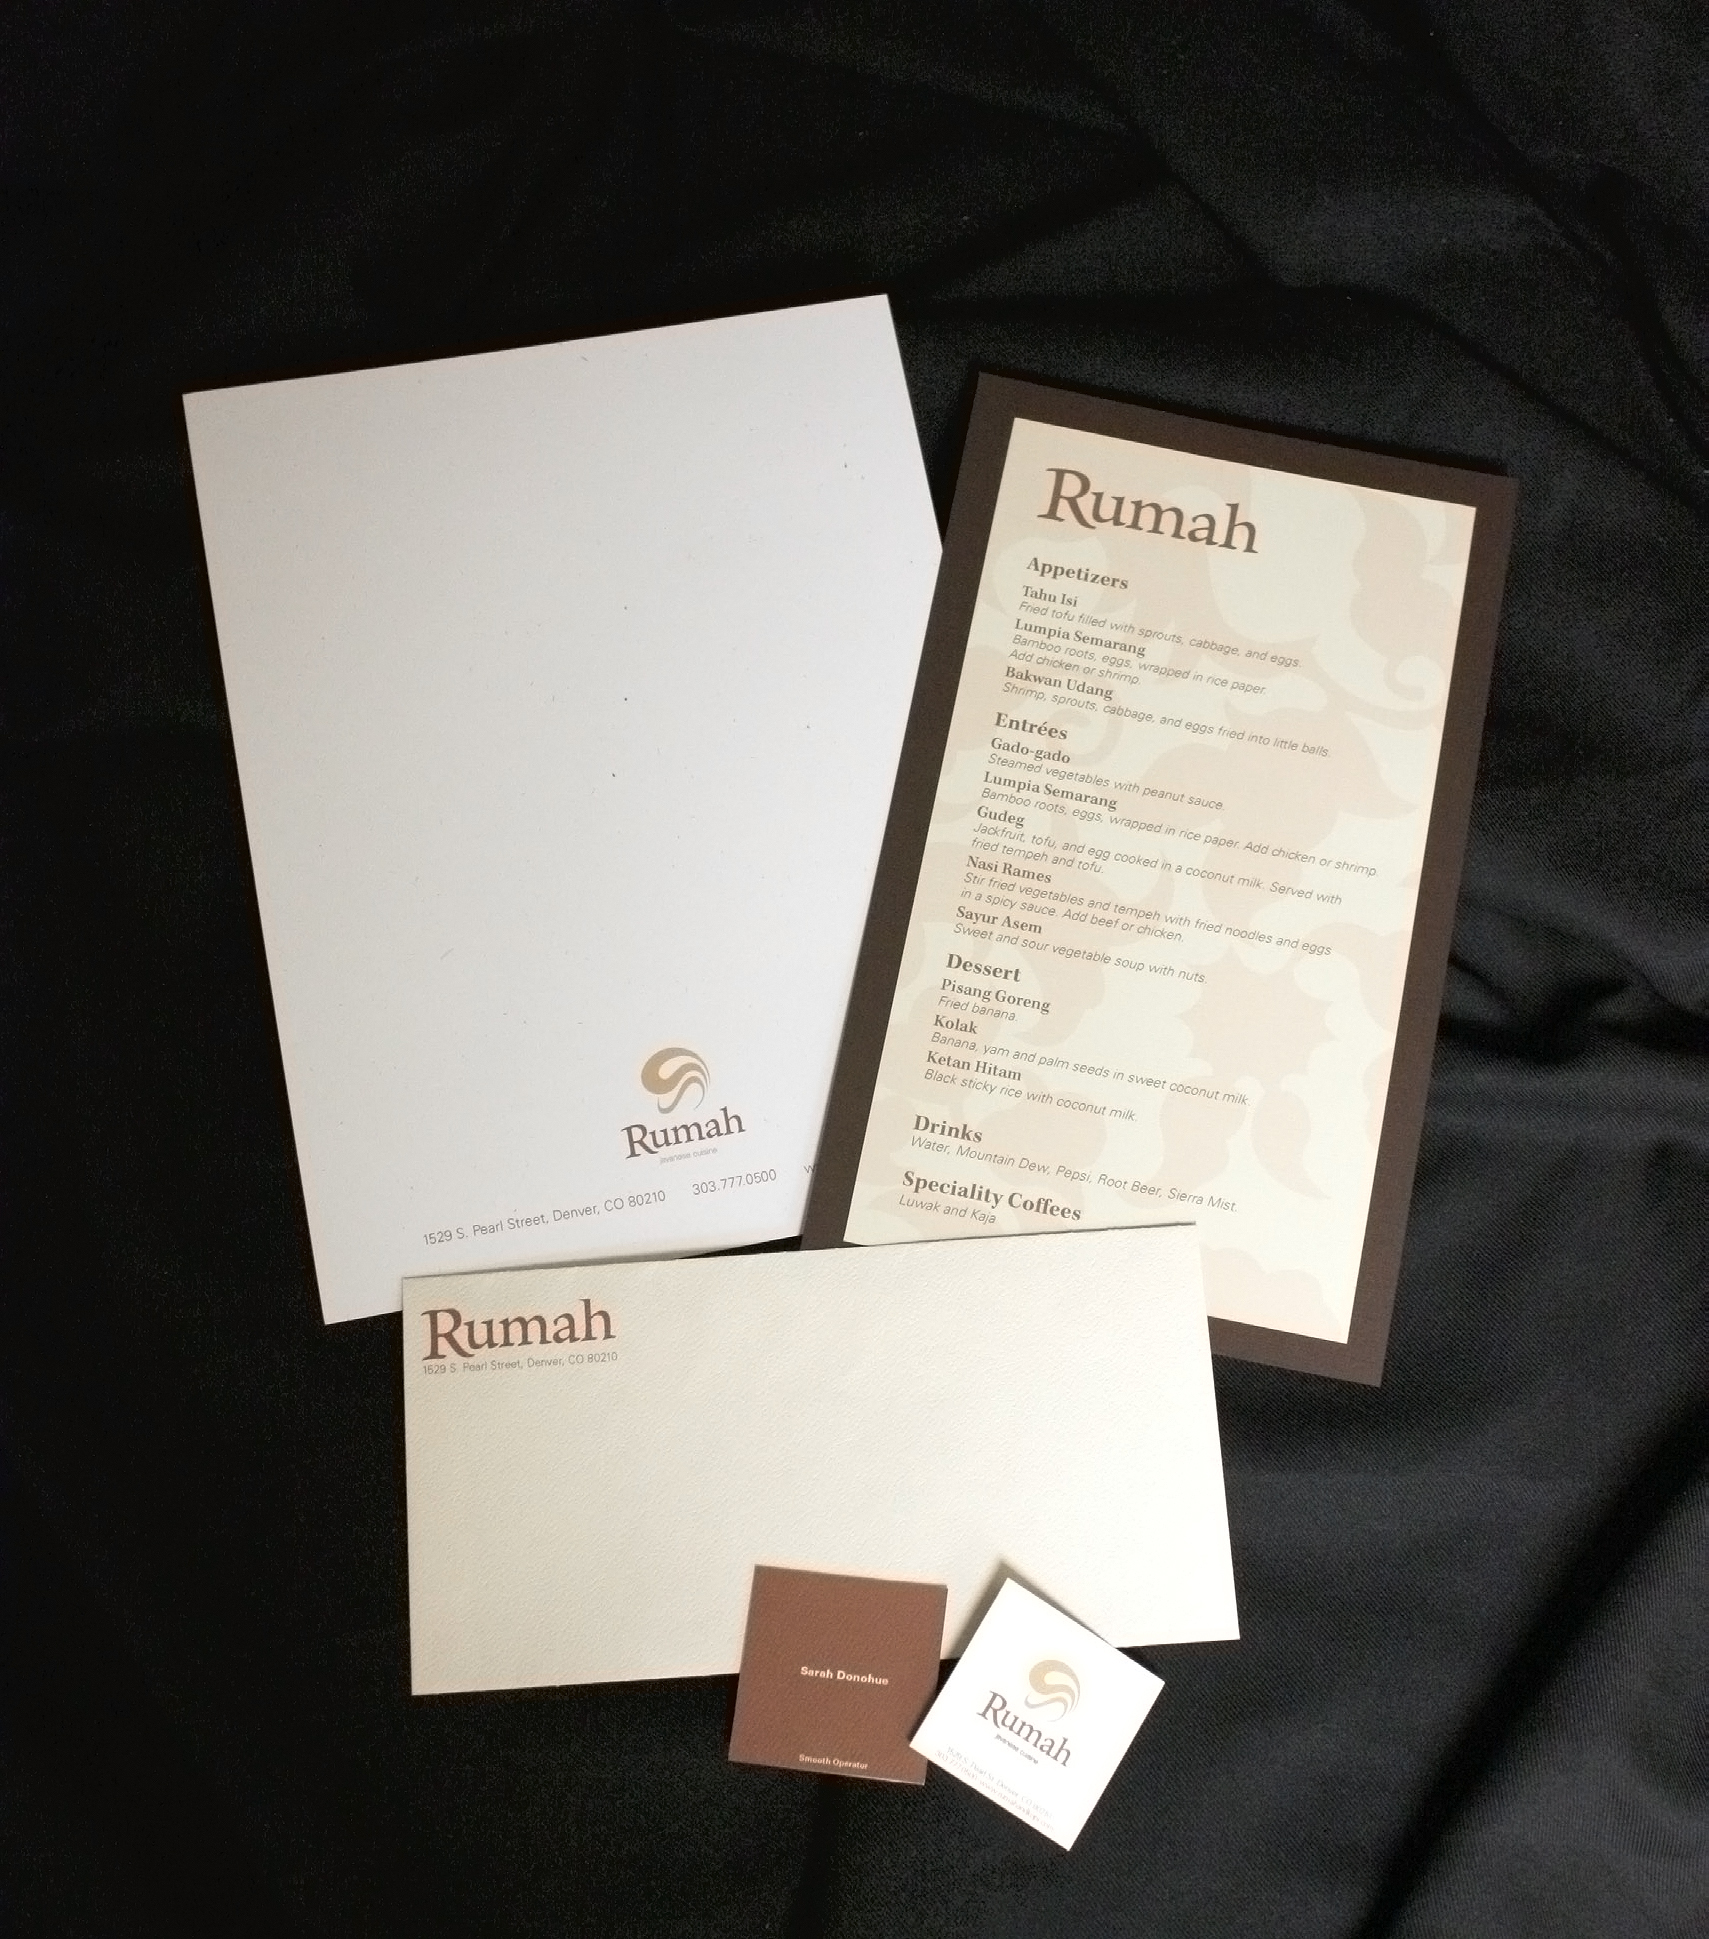 Rumah
javanese cuisine
1529 S. Pearl Street, Denver, CO 80210 303.777.0500
Rumah
Appetizers
Tahu Isi
Fried tofu filled with sprouts, cabbage, and eggs.
Lumpia Semarang
Bamboo roots, eggs, wrapped in rice paper.
Add chicken or shrimp.
Bakwan Udang
Shrimp, sprouts, cabbage, and eggs fried into little balls.
Entrées
Gado-gado
Steamed vegetables with peanut sauce.
Lumpia Semarang
Bamboo roots, eggs, wrapped in rice paper. Add chicken or shrimp.
Gudeg
Jackfruit, tofu, and egg cooked in a coconut milk. Served with
fried tempeh and tofu.
Nasi Rames
Stir fried vegetables and tempeh with fried noodles and eggs
in a spicy sauce. Add beef or chicken.
Sayur Asem
Sweet and sour vegetable soup with nuts.
Dessert
Pisang Goreng
Fried banana.
Kolak
Banana, yam and palm seeds in sweet coconut milk.
Ketan Hitam
Black sticky rice with coconut milk.
Drinks
Water, Mountain Dew, Pepsi, Root Beer, Sierra Mist.
Speciality Coffees
Luwak and Kaja
Rumah
1529 S. Pearl Street, Denver, CO 80210
Sarah Donohue
Smooth Operator
Rumah
javanese cuisine